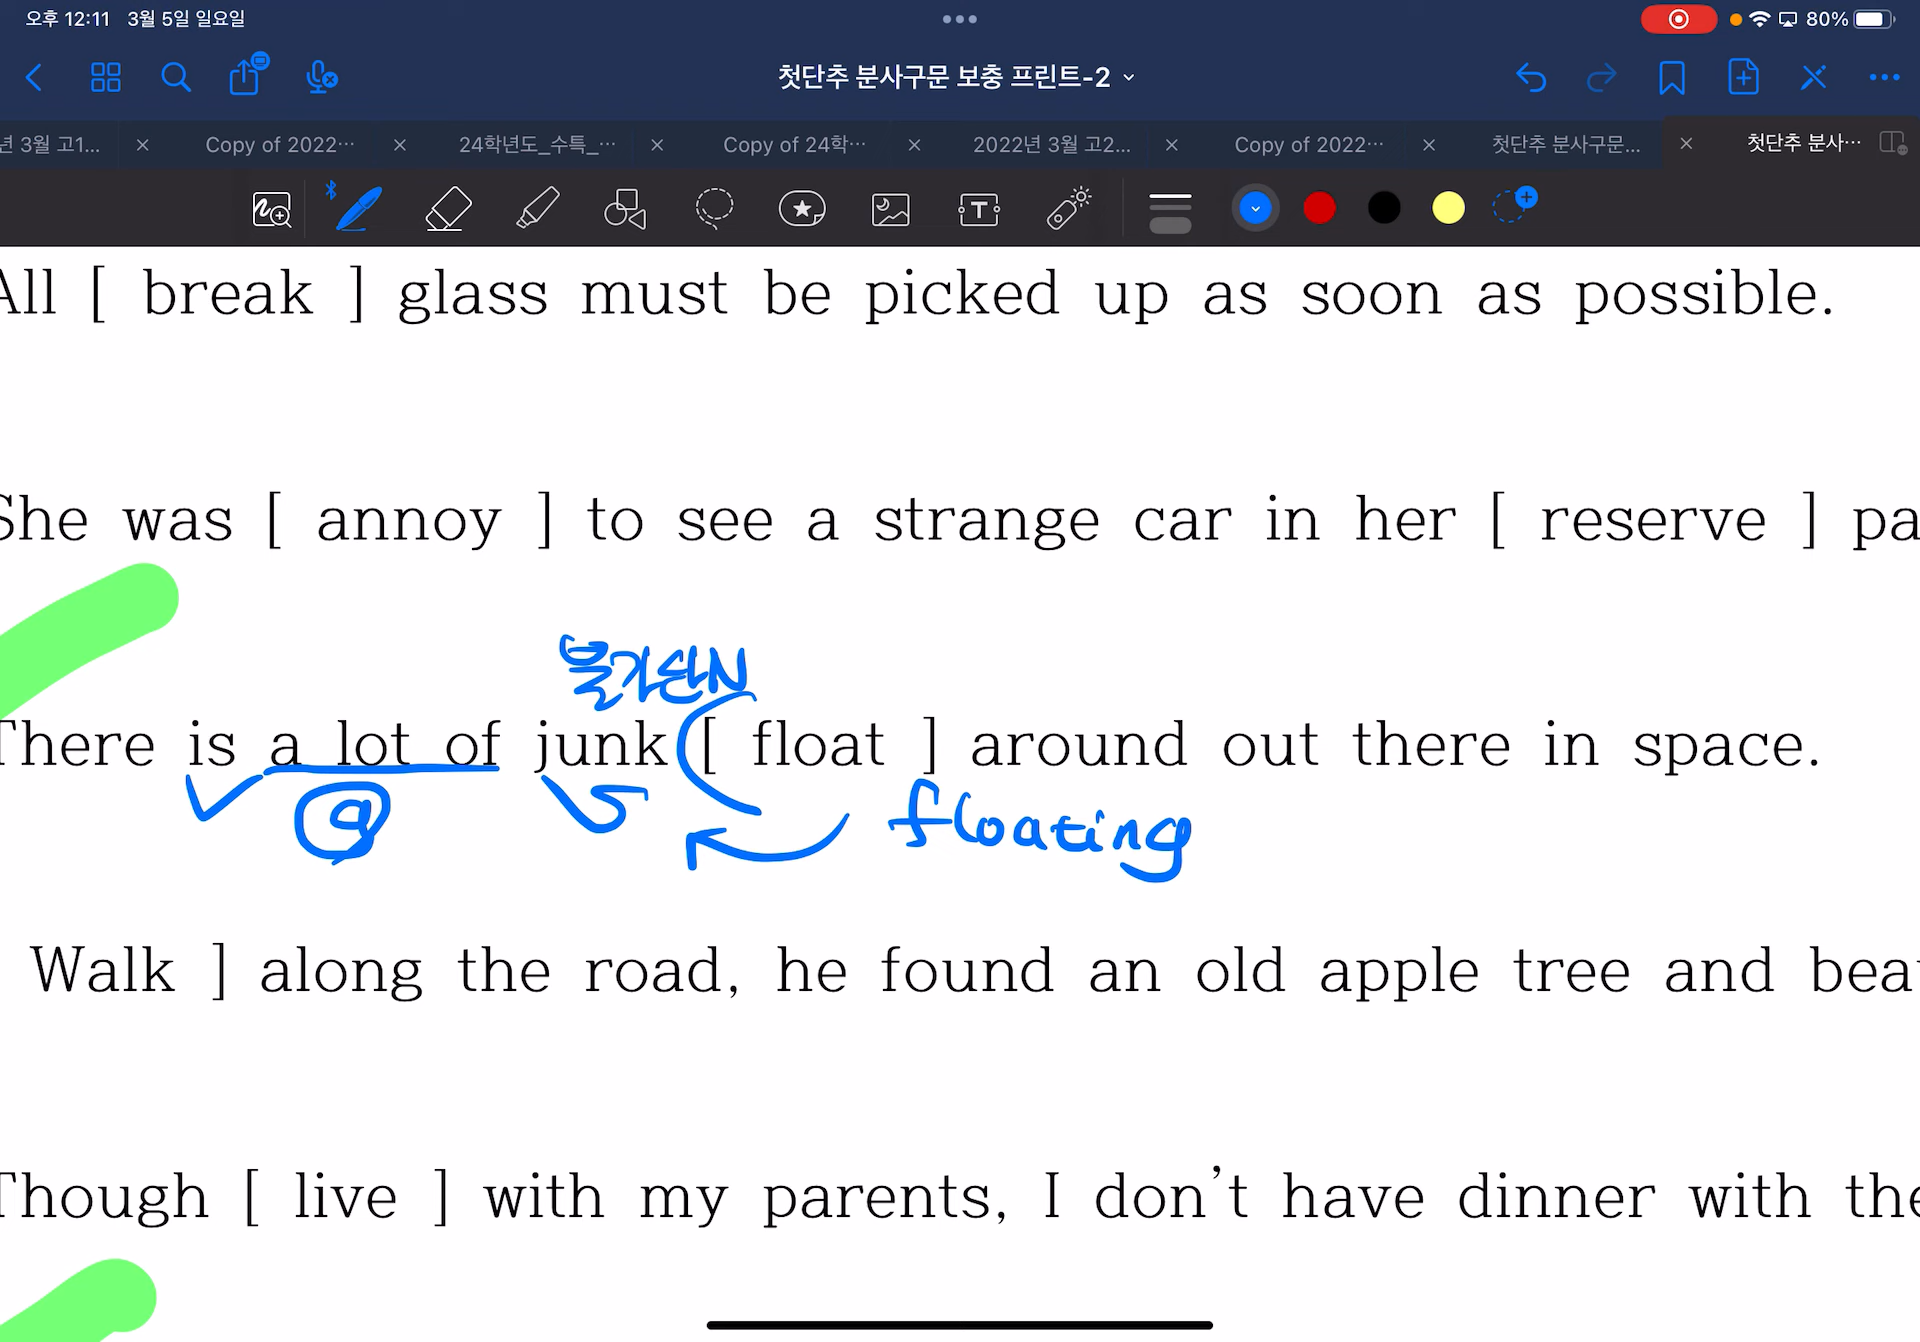 오후 12:11 3월 5일 일요일 80%
첫단추 분사구문 보충 프린트-2
년 3월 고1... Copy of 2022... 24학년도_수특_... Copy of 24학... 2022년 3월 고2... Copy of 2022... 첫단추 분사구문... 첫단추 분사...
All [ break ] glass must be picked up as soon as possible.
She was [ annoy ] to see a strange car in her [ reserve ] pa
불가산N
There is a lot of junk [ float ] around out there in space.
floating
Walk ] along the road, he found an old apple tree and bea
Though [ live ] with my parents, I don't have dinner with the